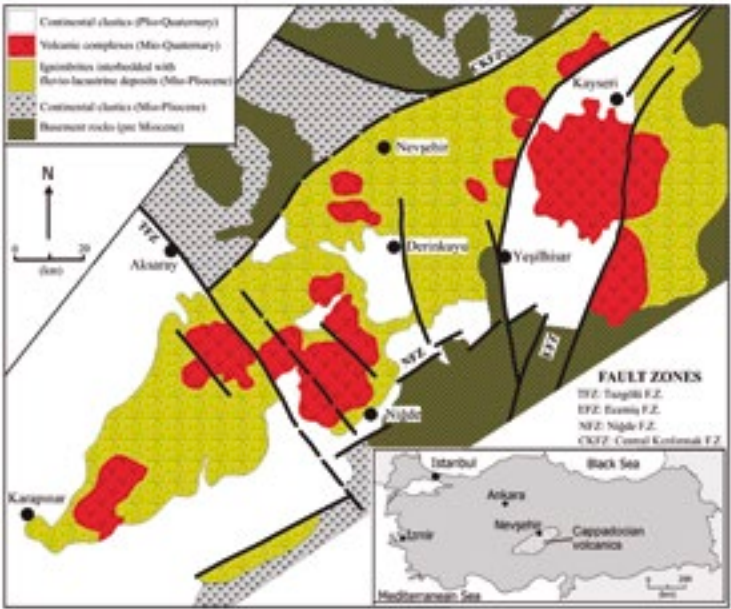 Continental clastics (Plio-Quaternary)
Volcanic complexes (Mio-Quaternary)
Ignimbrites interbedded with
fluvio-lacustrine deposits (Mio-Pliocene)
Continental clastics (Mio-Pliocene)
Basement rocks (pre Miocene)
CKFZ
Kayseri
Nevşehir
N
0 20
(km)
TFZ
Aksaray
Derinkuyu
Yeşilhisar
NFZ
EFZ
Niğde
Karapınar
FAULT ZONES
TFZ: Tuzgölü F.Z.
EFZ: Ecemiş F.Z.
NFZ: Niğde F.Z.
CKFZ: Central Kızılırmak F.Z.
Istanbul
Black Sea
Ankara
Nevşehir
Izmir
Cappadocian
volcanics
Mediterranean Sea
(km)